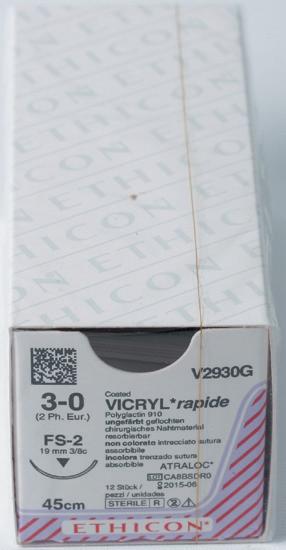 ETHICON
V2930G
3-0
(2 Ph. Eur.)
FS-2
19 mm 3/8c
45cm
Coated
VICRYL* rapide
Polyglactin 910
ungefärbt geflochten
chirurgisches Nahtmaterial
resorbierbar
non colorata intrecciato sutura
assorbibile
incolora trenzado sutura
absorbible
ATRALOC*
12 Stück /
pezzi / unidades
2015-06
STERILE R
ETHICON*